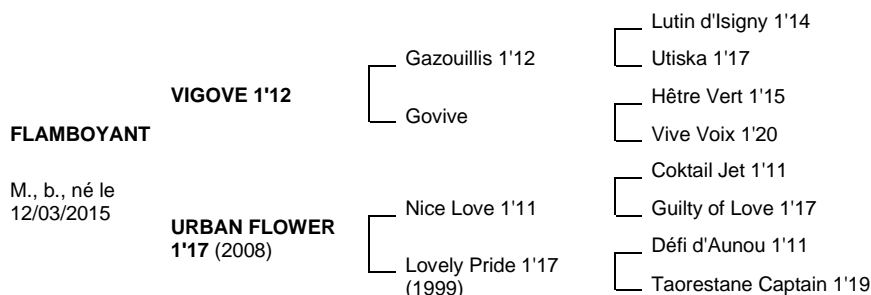 FLAMBOYANT
M., b., né le
12/03/2015
VIGOVE 1'12
URBAN FLOWER
1'17 (2008)
Gazouillis 1'12
Govive
Nice Love 1'11
Lovely Pride 1'17
(1999)
Lutin d'Isigny 1'14
Utiska 1'17
Hêtre Vert 1'15
Vive Voix 1'20
Coktail Jet 1'11
Guilty of Love 1'17
Défi d'Aunou 1'11
Taorestane Captain 1'19